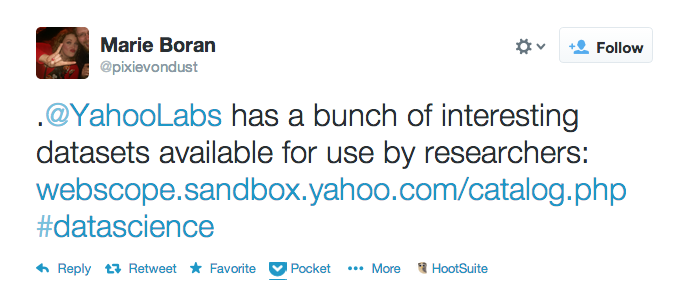 Marie Boran
@pixievondust
Follow
.@YahooLabs has a bunch of interesting
datasets available for use by researchers:
webscope.sandbox.yahoo.com/catalog.php
#datascience
Reply Retweet Favorite Pocket More HootSuite